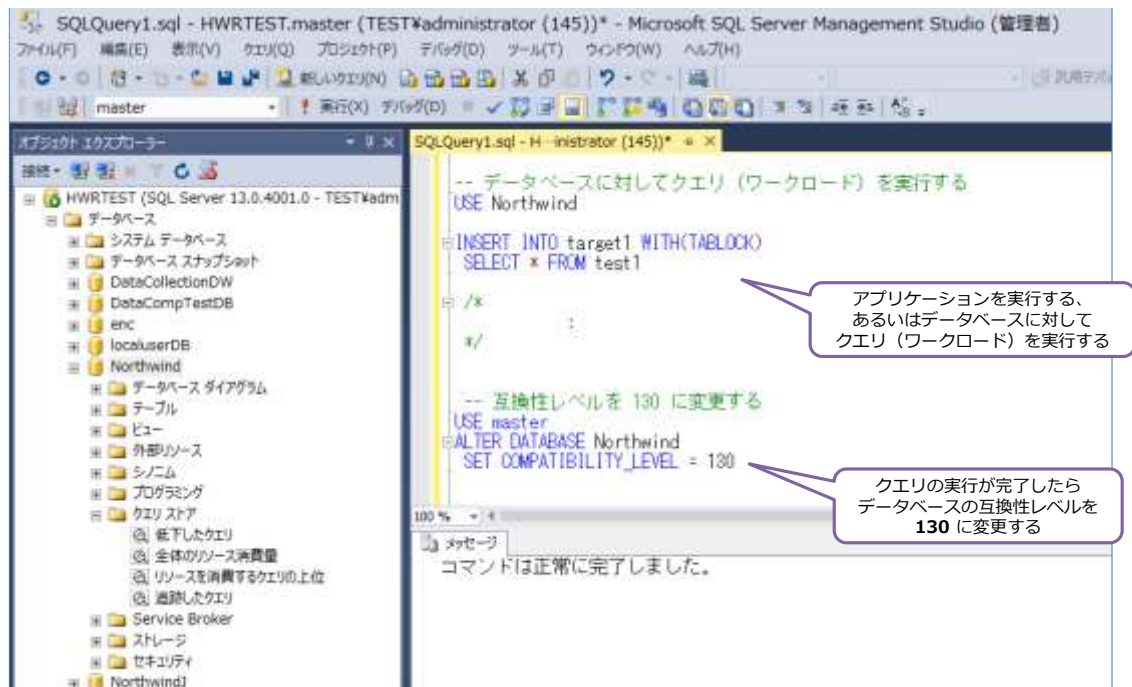 SQLQuery1.sql - HWRTEST.master (TEST¥administrator (145))* - Microsoft SQL Server Management Studio (管理者)
ファイル(F) 編集(E) 表示(V) クエリ(Q) プロジェクト(P) デバッグ(D) ツール(T) ウィンドウ(W) ヘルプ(H)
新しいクエリ(N)
master 実行(X) デバッグ(D)
オブジェクト エクスプローラー
SQLQuery1.sql - H...inistrator (145))*
接続
HWRTEST (SQL Server 13.0.4001.0 - TEST¥adm
データベース
システム データベース
データベース スナップショット
DataCollectionDW
DataCompTestDB
enc
localuserDB
Northwind
データベース ダイアグラム
テーブル
ビュー
外部リソース
シノニム
プログラミング
クエリ ストア
低下したクエリ
全体のリソース消費量
リソースを消費するクエリの上位
追跡したクエリ
Service Broker
ストレージ
セキュリティ
NorthwindJ
-- データベースに対してクエリ（ワークロード）を実行する
USE Northwind
INSERT INTO target1 WITH(TABLOCK)
SELECT * FROM test1
/*
:
*/
-- 互換性レベルを 130 に変更する
USE master
ALTER DATABASE Northwind
SET COMPATIBILITY_LEVEL = 130
アプリケーションを実行する、
あるいはデータベースに対して
クエリ（ワークロード）を実行する
クエリの実行が完了したら
データベースの互換性レベルを
130 に変更する
100 %
メッセージ
コマンドは正常に完了しました。